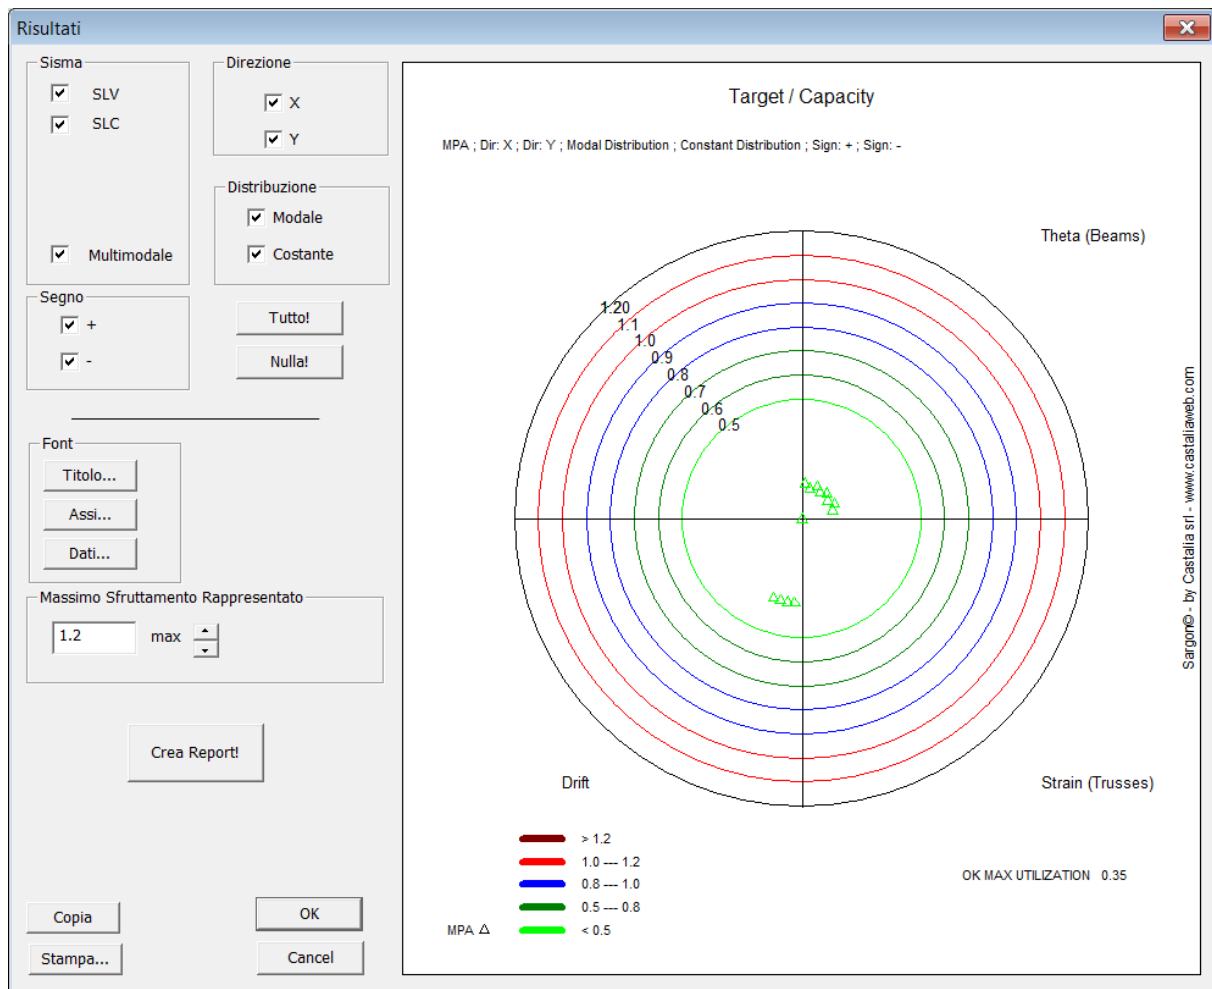 Risultati
Sisma
SLV
SLC
Multimodale
Direzione
X
Y
Distribuzione
Modale
Costante
Segno
+
-
Tutto!
Nulla!
Font
Titolo...
Assi...
Dati...
Massimo Sfruttamento Rappresentato
1.2 max
Crea Report!
Copia
OK
Stampa...
Cancel
Target / Capacity
MPA ; Dir: X ; Dir: Y ; Modal Distribution ; Constant Distribution ; Sign: + ; Sign: -
Theta (Beams)
1.20
1.1
1.0
0.9
0.8
0.7
0.6
0.5
Drift
Strain (Trusses)
> 1.2
1.0 --- 1.2
0.8 --- 1.0
0.5 --- 0.8
MPA < 0.5
OK MAX UTILIZATION 0.35
Sargon© - by Castalia srl - www.castaliaweb.com